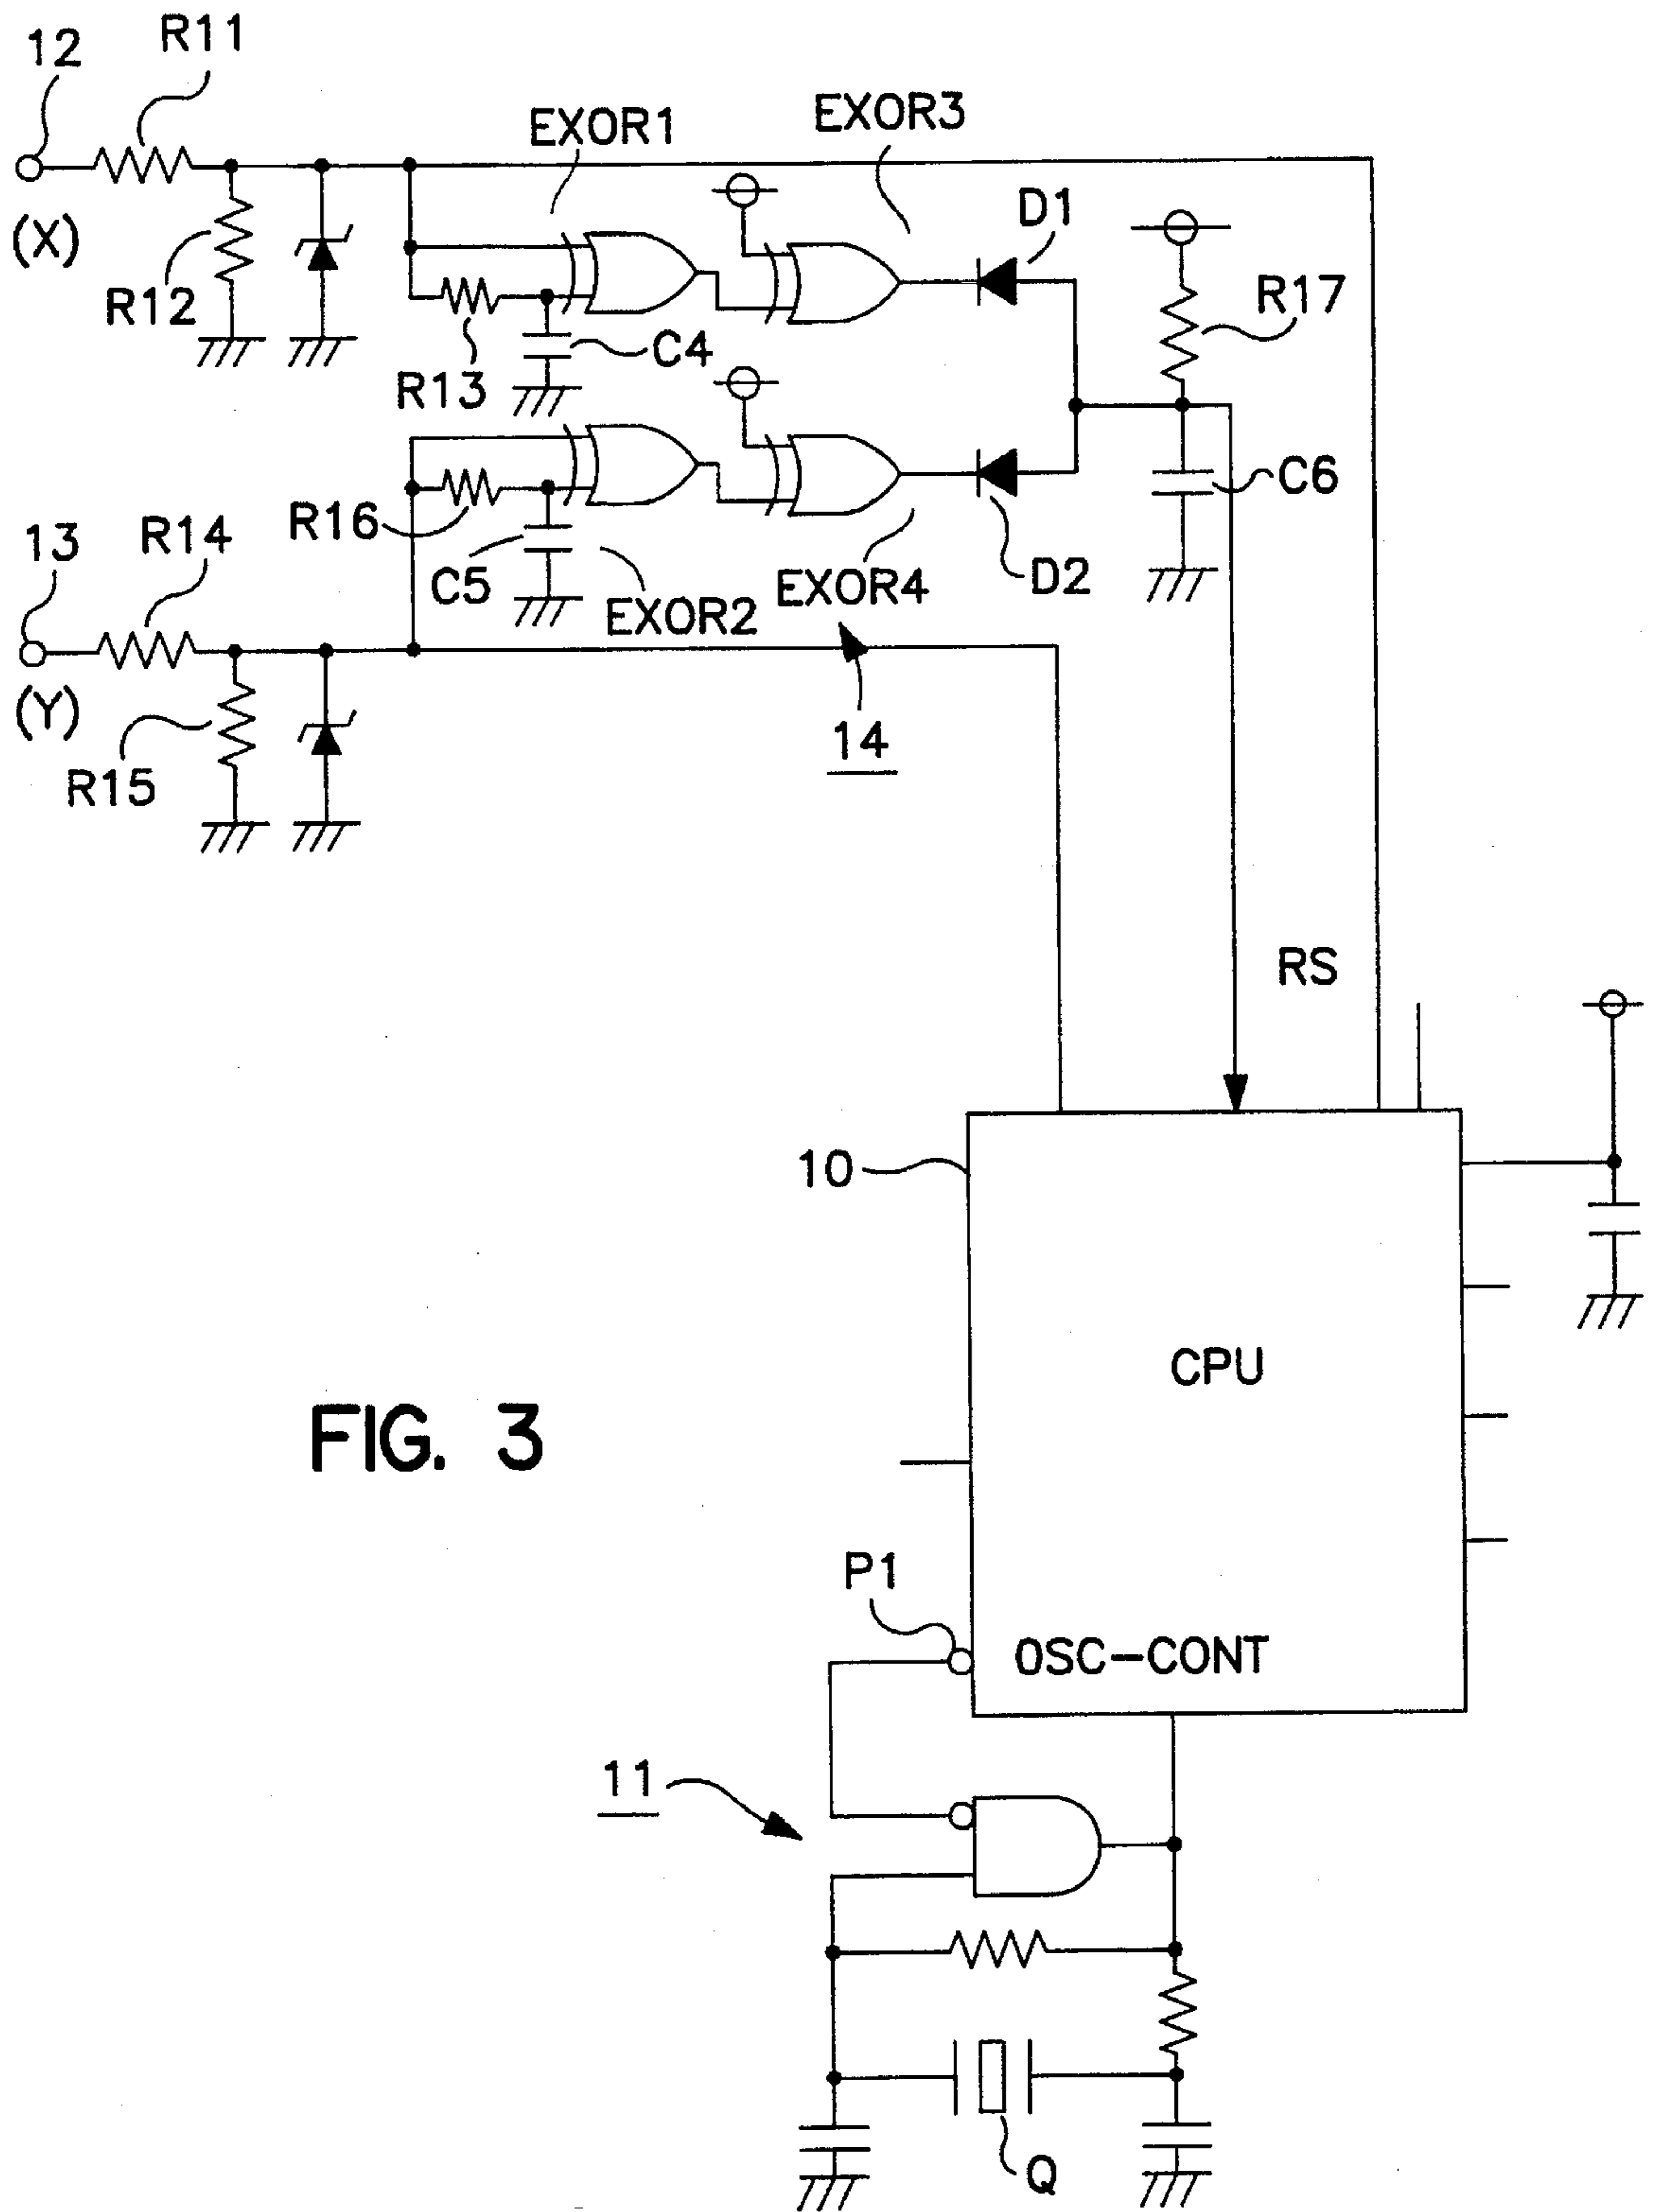 12
R11
EXOR1
EXOR3
D1
(X)
R12
R17
R13
C4
13
R14
R16
C5
EXOR2
EXOR4
D2
C6
(Y)
R15
14
RS
10
CPU
FIG. 3
P1
OSC-CONT
11
Q